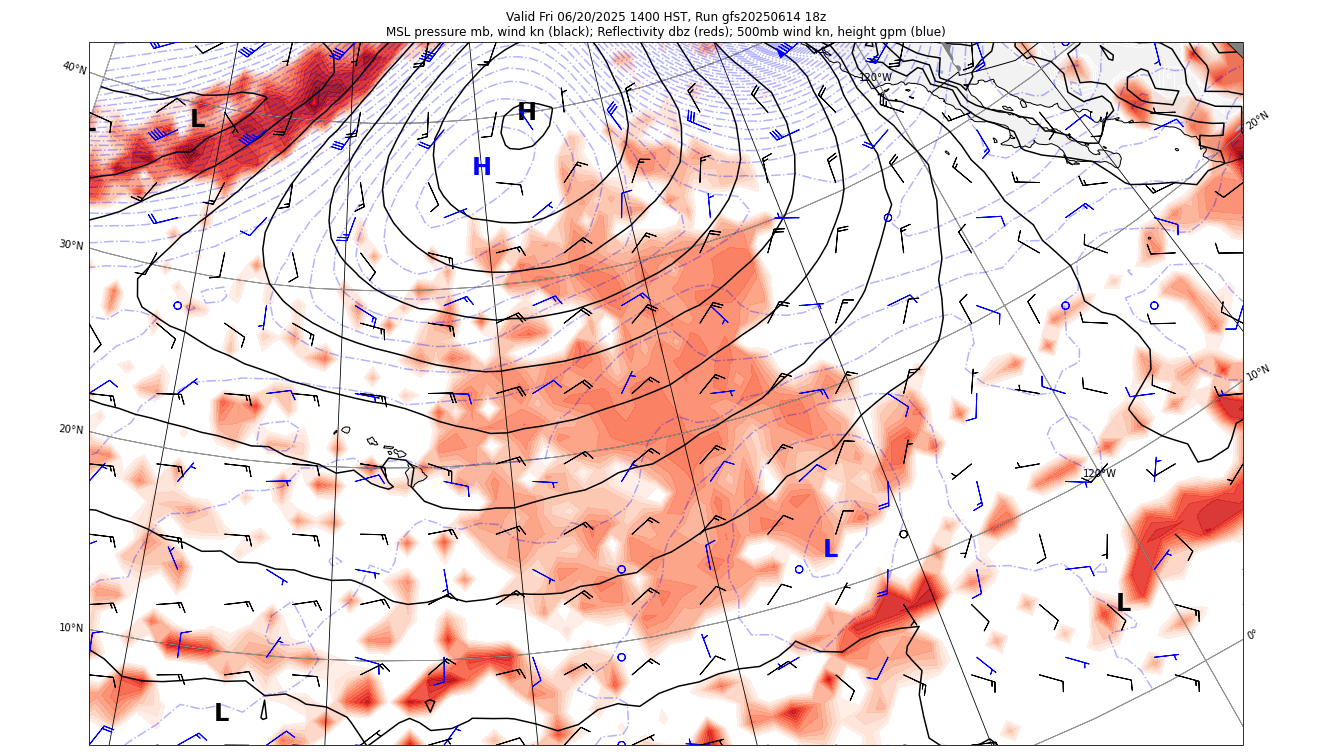 Valid Fri 06/20/2025 1400 HST, Run gfs20250614 18z
MSL pressure mb, wind kn (black); Reflectivity dbz (reds); 500mb wind kn, height gpm (blue)
40°N
120°W
H
L
L
20°N
H
30°N
10°N
20°N
120°W
L
L
10°N
0°
L